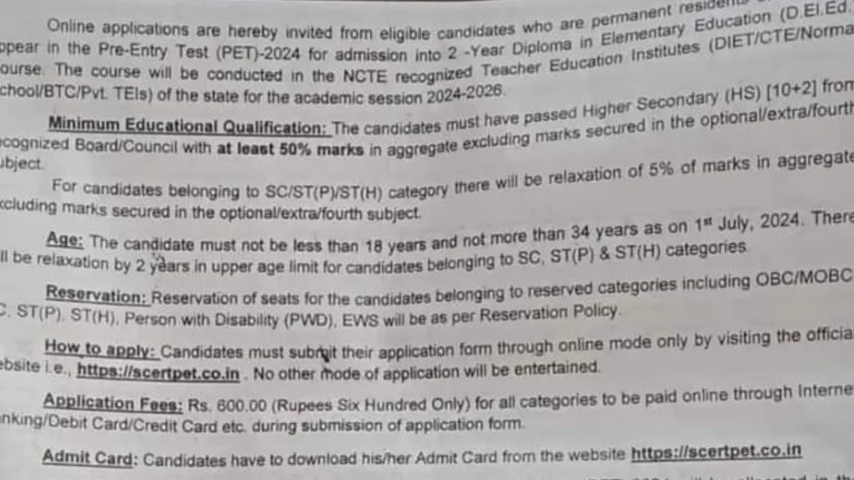 Online applications are hereby invited from eligible candidates who are permanent
ppear in the Pre-Entry Test (PET)-2024 for admission into 2 -Year Diploma in Elementary Education (D.El.Ed.)
ourse. The course will be conducted in the NCTE recognized Teacher Education Institutes (DIET/CTE/Norma
chool/BTC/Pvt. TEIs) of the state for the academic session 2024-2026.
Minimum Educational Qualification: The candidates must have passed Higher Secondary (HS) [10+2] from
ecognized Board/Council with at least 50% marks in aggregate excluding marks secured in the optional/extra/fourth
ubject.
For candidates belonging to SC/ST(P)/ST(H) category there will be relaxation of 5% of marks in aggregate
xcluding marks secured in the optional/extra/fourth subject.
Age: The candidate must not be less than 18 years and not more than 34 years as on 1st July, 2024. There
ll be relaxation by 2 years in upper age limit for candidates belonging to SC, ST(P) & ST(H) categories
Reservation: Reservation of seats for the candidates belonging to reserved categories including OBC/MOBC
C, ST(P), ST(H), Person with Disability (PWD), EWS will be as per Reservation Policy.
How to apply: Candidates must submit their application form through online mode only by visiting the officia
ebsite i.e., https://scertpet.co.in . No other mode of application will be entertained.
Application Fees: Rs. 600.00 (Rupees Six Hundred Only) for all categories to be paid online through Interne
nking/Debit Card/Credit Card etc. during submission of application form.
Admit Card: Candidates have to download his/her Admit Card from the website https://scertpet.co.in